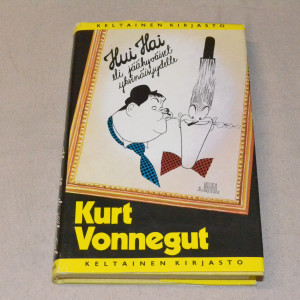 KELTAINEN KIRJASTO
Hui Hai
eli jäähyväiset
yksinäisyydelle
Kurt
Vonnegut
KELTAINEN KIRJASTO